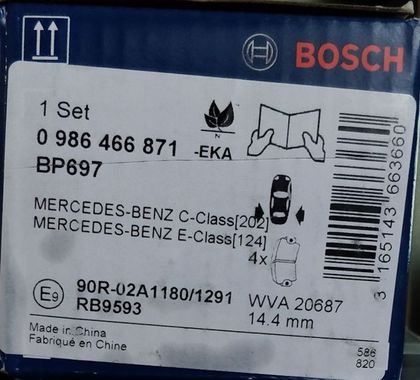 BOSCH
1 Set
0 986 466 871 -EKA
BP697
N
MERCEDES-BENZ C-Class[202]
MERCEDES-BENZ E-Class[124]
4x
E9
90R-02A1180/1291
RB9593
WVA 20687
14.4 mm
Made in China
Fabriqué en Chine
586
820
3 165143 663660